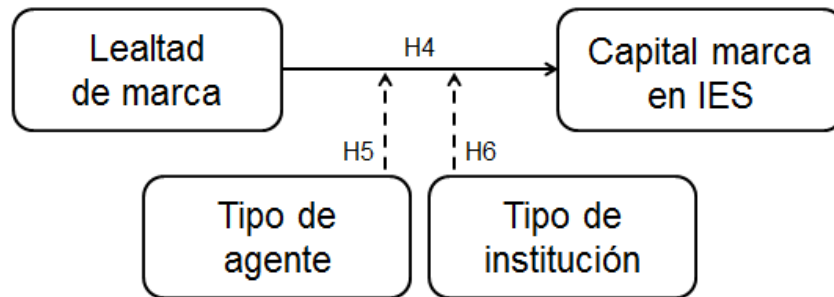 Lealtad
de marca
H4
Capital marca
en IES
H5
H6
Tipo de
agente
Tipo de
institución